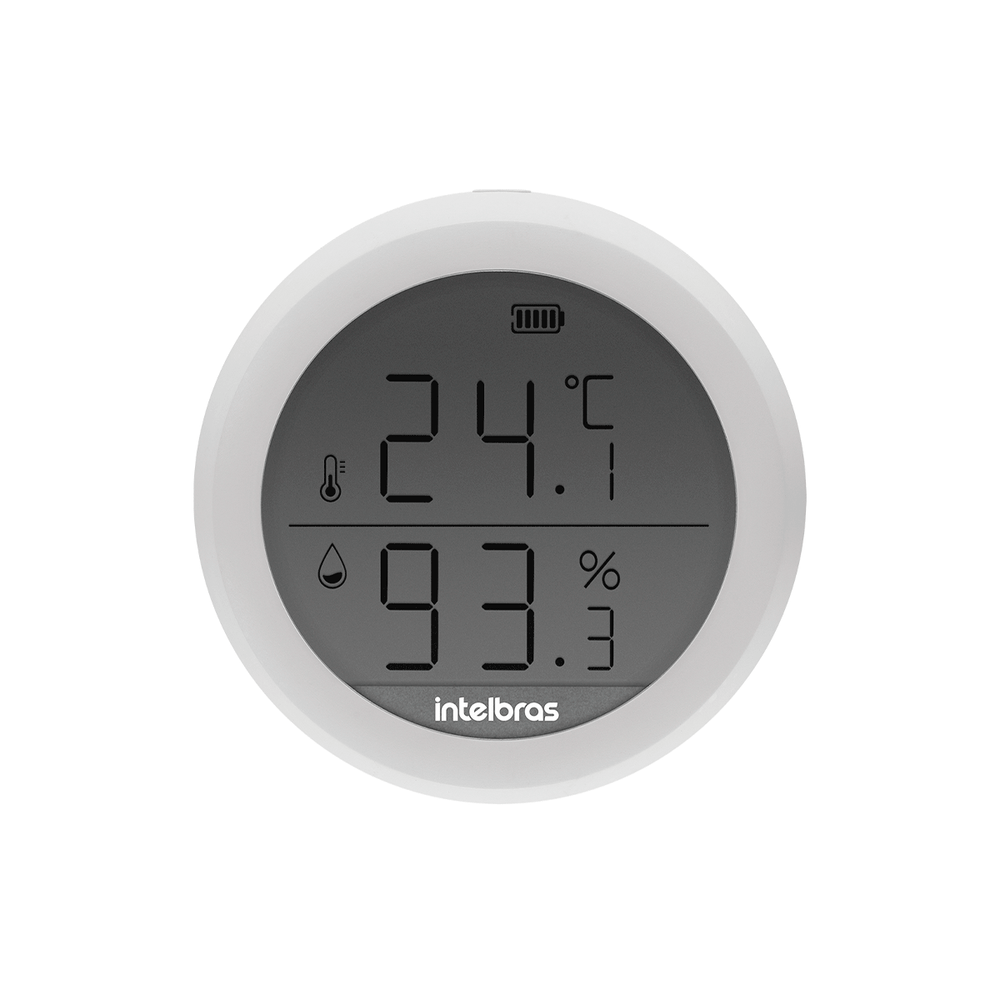 24.1 °C
93.3 %
intelbras